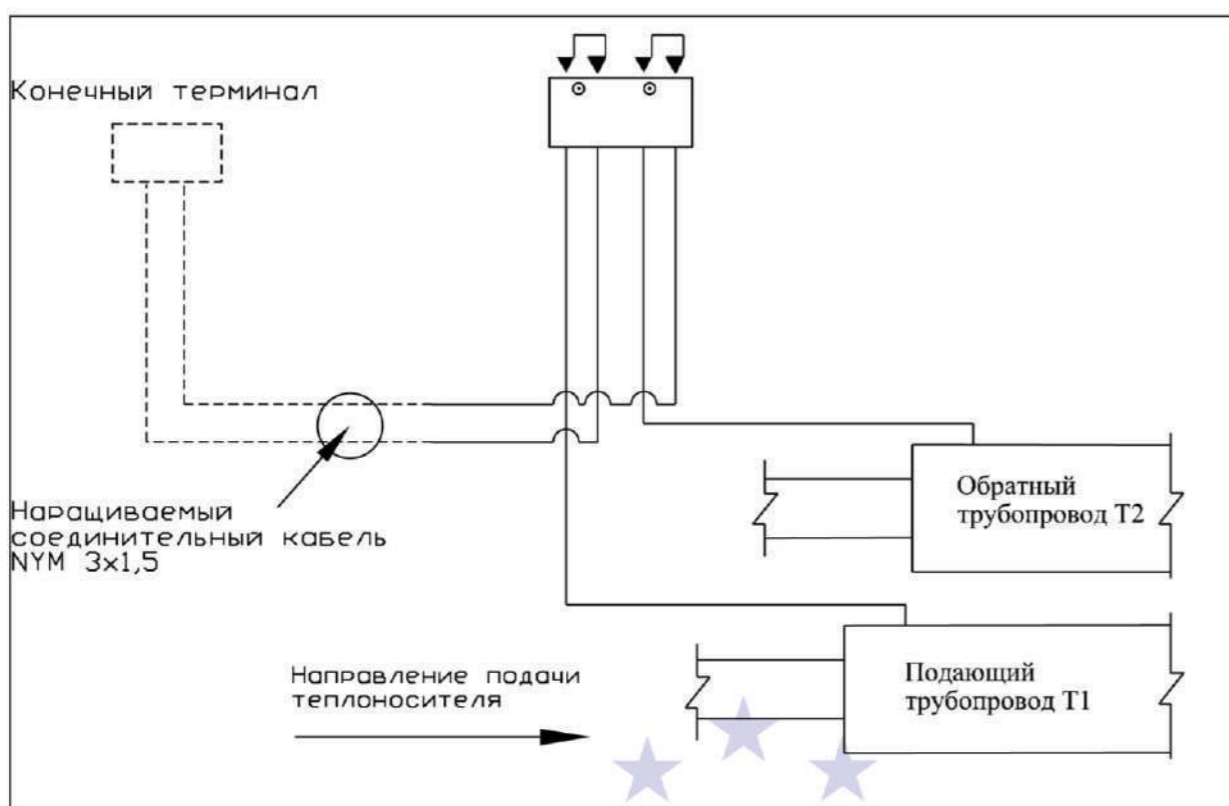 Конечный терминал
Наращиваемый
соединительный кабель
NYM 3x1,5
Обратный
трубопровод Т2
Направление подачи
теплоносителя
Подающий
трубопровод Т1